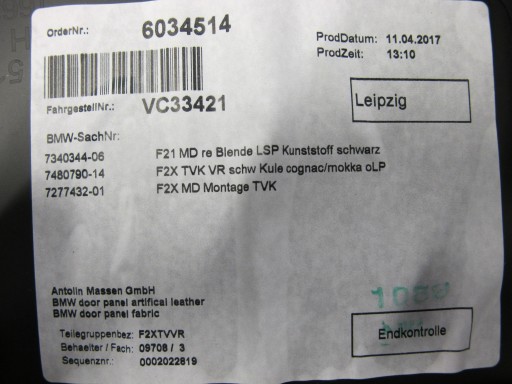 OrderNr.: 6034514
ProdDatum: 11.04.2017
ProdZeit: 13:10
FahrgestellNr.: VC33421
Leipzig
BMW-SachNr:
7340344-06 F21 MD re Blende LSP Kunststoff schwarz
7480790-14 F2X TVK VR schw Kule cognac/mokka oLP
7277432-01 F2X MD Montage TVK
Antolin Massen GmbH
BMW door panel artifical leather
BMW door panel fabric
Teilegruppenbez: F2XTVVR
Behaelter / Fach: 09708 / 3
Sequenznr.: 0002022819
Endkontrolle